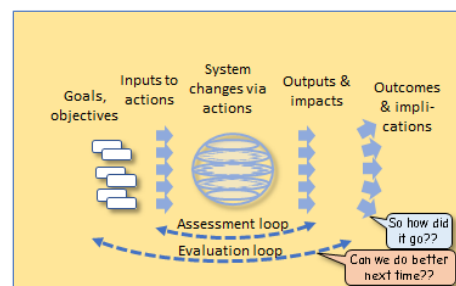 Goals,
objectives
Inputs to
actions
System
changes via
actions
Outputs &
impacts
Outcomes
& impli-
cations
Assessment loop
Evaluation loop
So how did
it go??
Can we do better
next time??